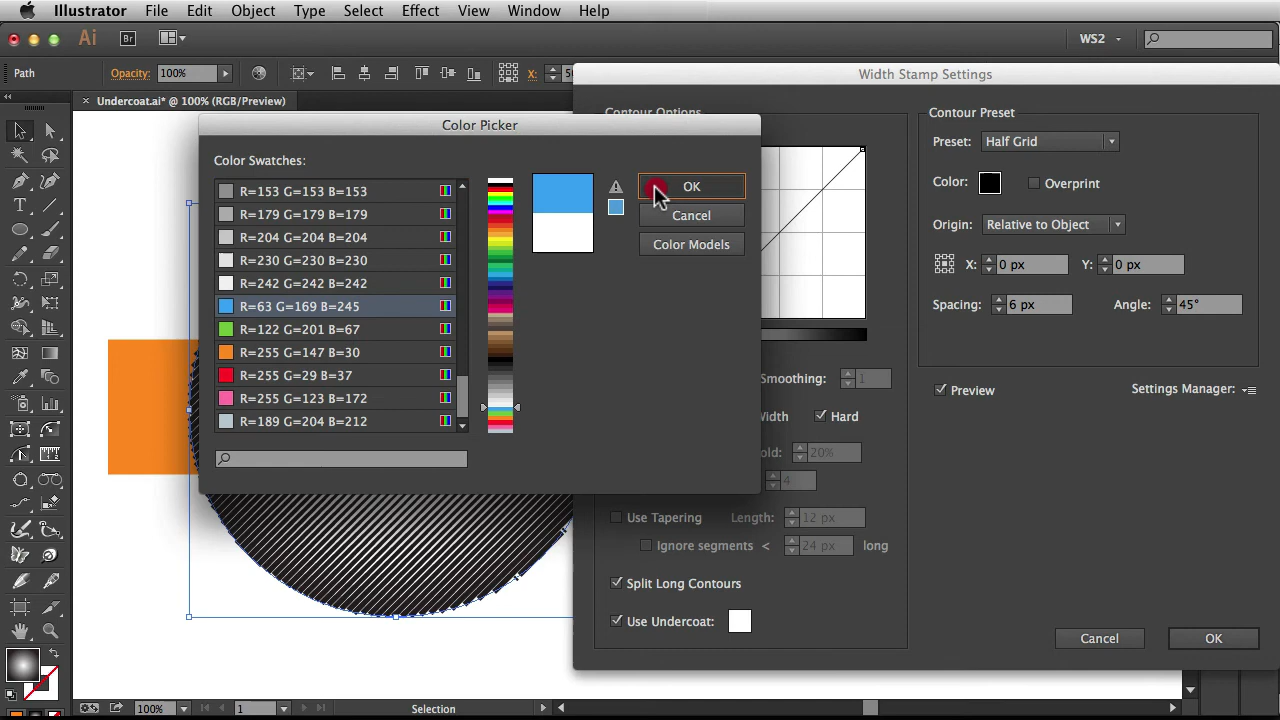 Illustrator File Edit Object Type Select Effect View Window Help
Ai Br WS2
Path Opacity: 100% X:
Width Stamp Settings
× Undercoat.ai* @ 100% (RGB/Preview)
Contour Options
Contour Preset
Color Picker
Preset: Half Grid
Color Swatches:
Color: Overprint
R=153 G=153 B=153
OK
R=179 G=179 B=179
Cancel
Origin: Relative to Object
R=204 G=204 B=204
Color Models
R=230 G=230 B=230
X: 0 px Y: 0 px
R=242 G=242 B=242
R=63 G=169 B=245
Spacing: 6 px Angle: 45°
R=122 G=201 B=67
R=255 G=147 B=30
R=255 G=29 B=37
Smoothing: 1
Preview Settings Manager:
R=255 G=123 B=172
R=189 G=204 B=212
Width Hard
old: 20%
4
Use Tapering Length: 12 px
Ignore segments < 24 px long
Split Long Contours
Use Undercoat:
Cancel OK
100% 1 Selection